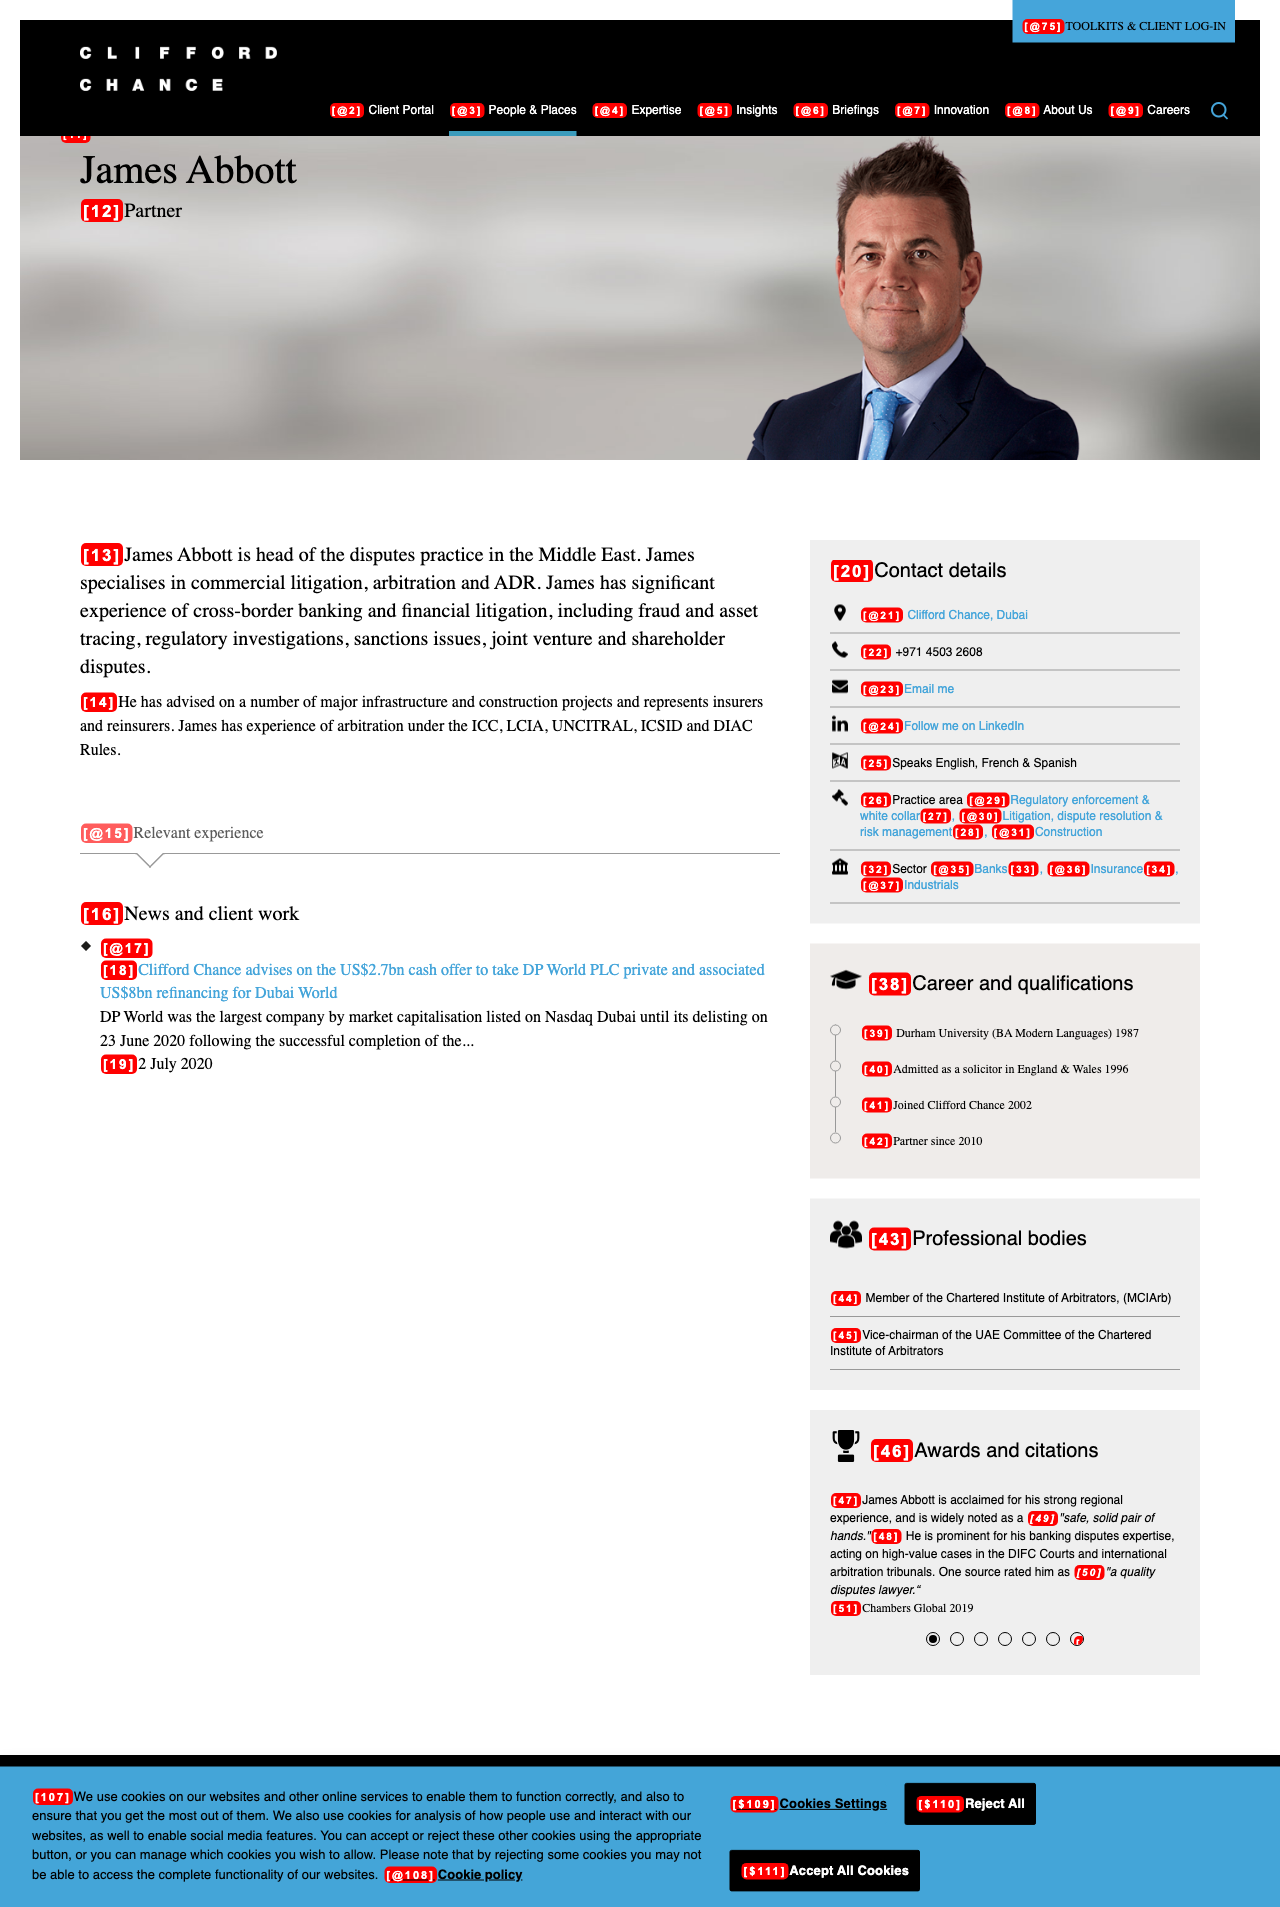 [@75]TOOLKITS & CLIENT LOG-IN
CLIFFORD
CHANCE
[@2] Client Portal [@3] People & Places [@4] Expertise [@5] Insights [@6] Briefings [@7] Innovation [@8] About Us [@9] Careers
James Abbott
[12]Partner
[13]James Abbott is head of the disputes practice in the Middle East. James
specialises in commercial litigation, arbitration and ADR. James has significant
experience of cross-border banking and financial litigation, including fraud and asset
tracing, regulatory investigations, sanctions issues, joint venture and shareholder
disputes.
[14]He has advised on a number of major infrastructure and construction projects and represents insurers
and reinsurers. James has experience of arbitration under the ICC, LCIA, UNCITRAL, ICSID and DIAC
Rules.
[@15]Relevant experience
[16]News and client work
[@17]
[18]Clifford Chance advises on the US$2.7bn cash offer to take DP World PLC private and associated
US$8bn refinancing for Dubai World
DP World was the largest company by market capitalisation listed on Nasdaq Dubai until its delisting on
23 June 2020 following the successful completion of the...
[19]2 July 2020
[20]Contact details
[@21] Clifford Chance, Dubai
[22] +971 4503 2608
[@23]Email me
[@24]Follow me on LinkedIn
[25]Speaks English, French & Spanish
[26]Practice area [@29]Regulatory enforcement &
white collar[27], [@30]Litigation, dispute resolution &
risk management[28], [@31]Construction
[32]Sector [@35]Banks[33], [@36]Insurance[34],
[@37]Industrials
[38]Career and qualifications
[39] Durham University (BA Modern Languages) 1987
[40]Admitted as a solicitor in England & Wales 1996
[41]Joined Clifford Chance 2002
[42]Partner since 2010
[43]Professional bodies
[44] Member of the Chartered Institute of Arbitrators, (MCIArb)
[45]Vice-chairman of the UAE Committee of the Chartered
Institute of Arbitrators
[46]Awards and citations
[47]James Abbott is acclaimed for his strong regional
experience, and is widely noted as a [49]"safe, solid pair of
hands."[48] He is prominent for his banking disputes expertise,
acting on high-value cases in the DIFC Courts and international
arbitration tribunals. One source rated him as [50]"a quality
disputes lawyer."
[51]Chambers Global 2019
[107]We use cookies on our websites and other online services to enable them to function correctly, and also to
ensure that you get the most out of them. We also use cookies for analysis of how people use and interact with our
websites, as well to enable social media features. You can accept or reject these other cookies using the appropriate
button, or you can manage which cookies you wish to allow. Please note that by rejecting some cookies you may not
be able to access the complete functionality of our websites. [@108]Cookie policy
[$109]Cookies Settings [$110]Reject All
[$111]Accept All Cookies